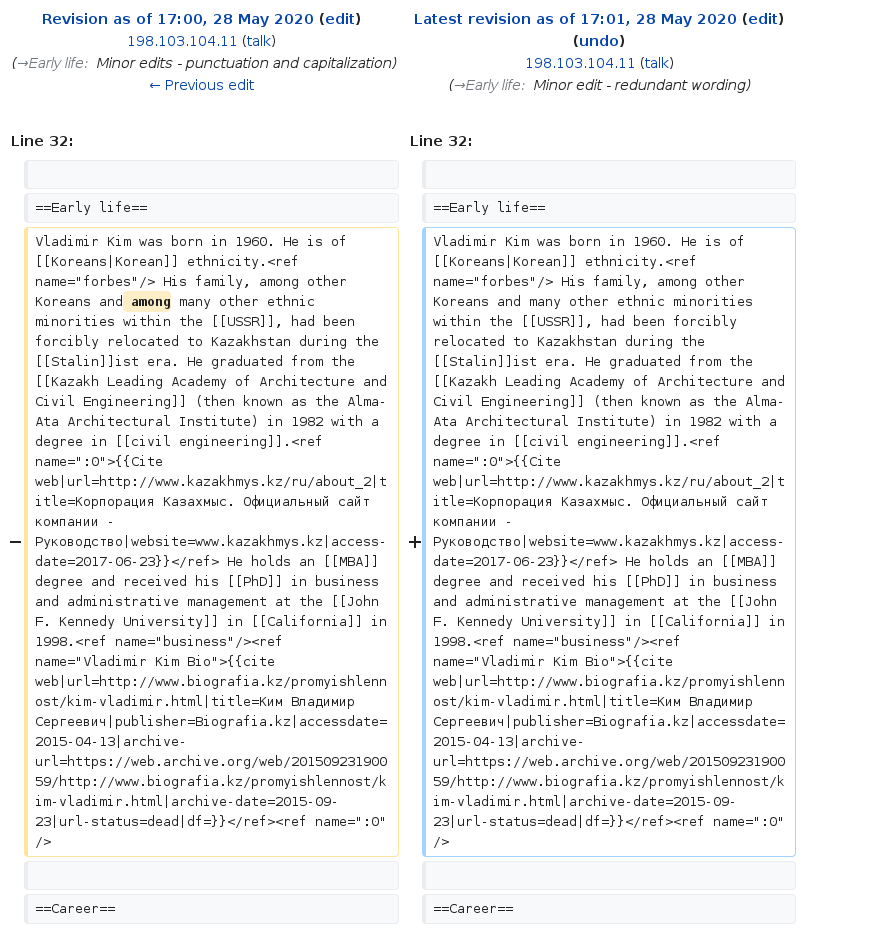 Revision as of 17:00, 28 May 2020 (edit)
198.103.104.11 (talk)
(→Early life: Minor edits - punctuation and capitalization)
← Previous edit
Latest revision as of 17:01, 28 May 2020 (edit)
(undo)
198.103.104.11 (talk)
(→Early life: Minor edit - redundant wording)
Line 32:
==Early life==
Vladimir Kim was born in 1960. He is of
[[Koreans|Korean]] ethnicity.<ref
name="forbes"/> His family, among other
Koreans and among many other ethnic
minorities within the [[USSR]], had been
forcibly relocated to Kazakhstan during the
[[Stalin]]ist era. He graduated from the
[[Kazakh Leading Academy of Architecture and
Civil Engineering]] (then known as the Alma-
Ata Architectural Institute) in 1982 with a
degree in [[civil engineering]].<ref
name=":0">{{Cite
web|url=http://www.kazakhmys.kz/ru/about_2|t
itle=Корпорация Казахмыс. Официальный сайт
компании -
− Руководство|website=www.kazakhmys.kz|access-
date=2017-06-23}}</ref> He holds an [[MBA]]
degree and received his [[PhD]] in business
and administrative management at the [[John
F. Kennedy University]] in [[California]] in
1998.<ref name="business"/><ref
name="Vladimir Kim Bio">{{cite
web|url=http://www.biografia.kz/promyishlenn
ost/kim-vladimir.html|title=Ким Владимир
Сергеевич|publisher=Biografia.kz|accessdate=
2015-04-13|archive-
url=https://web.archive.org/web/201509231900
59/http://www.biografia.kz/promyishlennost/k
im-vladimir.html|archive-date=2015-09-
23|url-status=dead|df=}}</ref><ref name=":0"
/>
==Career==
Line 32:
==Early life==
Vladimir Kim was born in 1960. He is of
[[Koreans|Korean]] ethnicity.<ref
name="forbes"/> His family, among other
Koreans and many other ethnic minorities
within the [[USSR]], had been forcibly
relocated to Kazakhstan during the
[[Stalin]]ist era. He graduated from the
[[Kazakh Leading Academy of Architecture and
Civil Engineering]] (then known as the Alma-
Ata Architectural Institute) in 1982 with a
degree in [[civil engineering]].<ref
name=":0">{{Cite
web|url=http://www.kazakhmys.kz/ru/about_2|t
itle=Корпорация Казахмыс. Официальный сайт
компании -
+ Руководство|website=www.kazakhmys.kz|access-
date=2017-06-23}}</ref> He holds an [[MBA]]
degree and received his [[PhD]] in business
and administrative management at the [[John
F. Kennedy University]] in [[California]] in
1998.<ref name="business"/><ref
name="Vladimir Kim Bio">{{cite
web|url=http://www.biografia.kz/promyishlenn
ost/kim-vladimir.html|title=Ким Владимир
Сергеевич|publisher=Biografia.kz|accessdate=
2015-04-13|archive-
url=https://web.archive.org/web/201509231900
59/http://www.biografia.kz/promyishlennost/k
im-vladimir.html|archive-date=2015-09-
23|url-status=dead|df=}}</ref><ref name=":0"
/>
==Career==